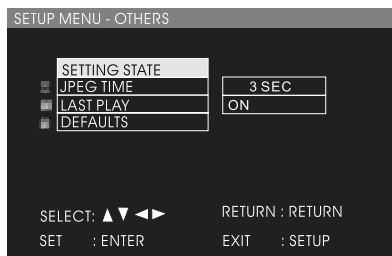 SETUP MENU - OTHERS
SETTING STATE
JPEG TIME 3 SEC
LAST PLAY ON
DEFAULTS
SELECT: ▲▼◄► RETURN : RETURN
SET : ENTER EXIT : SETUP